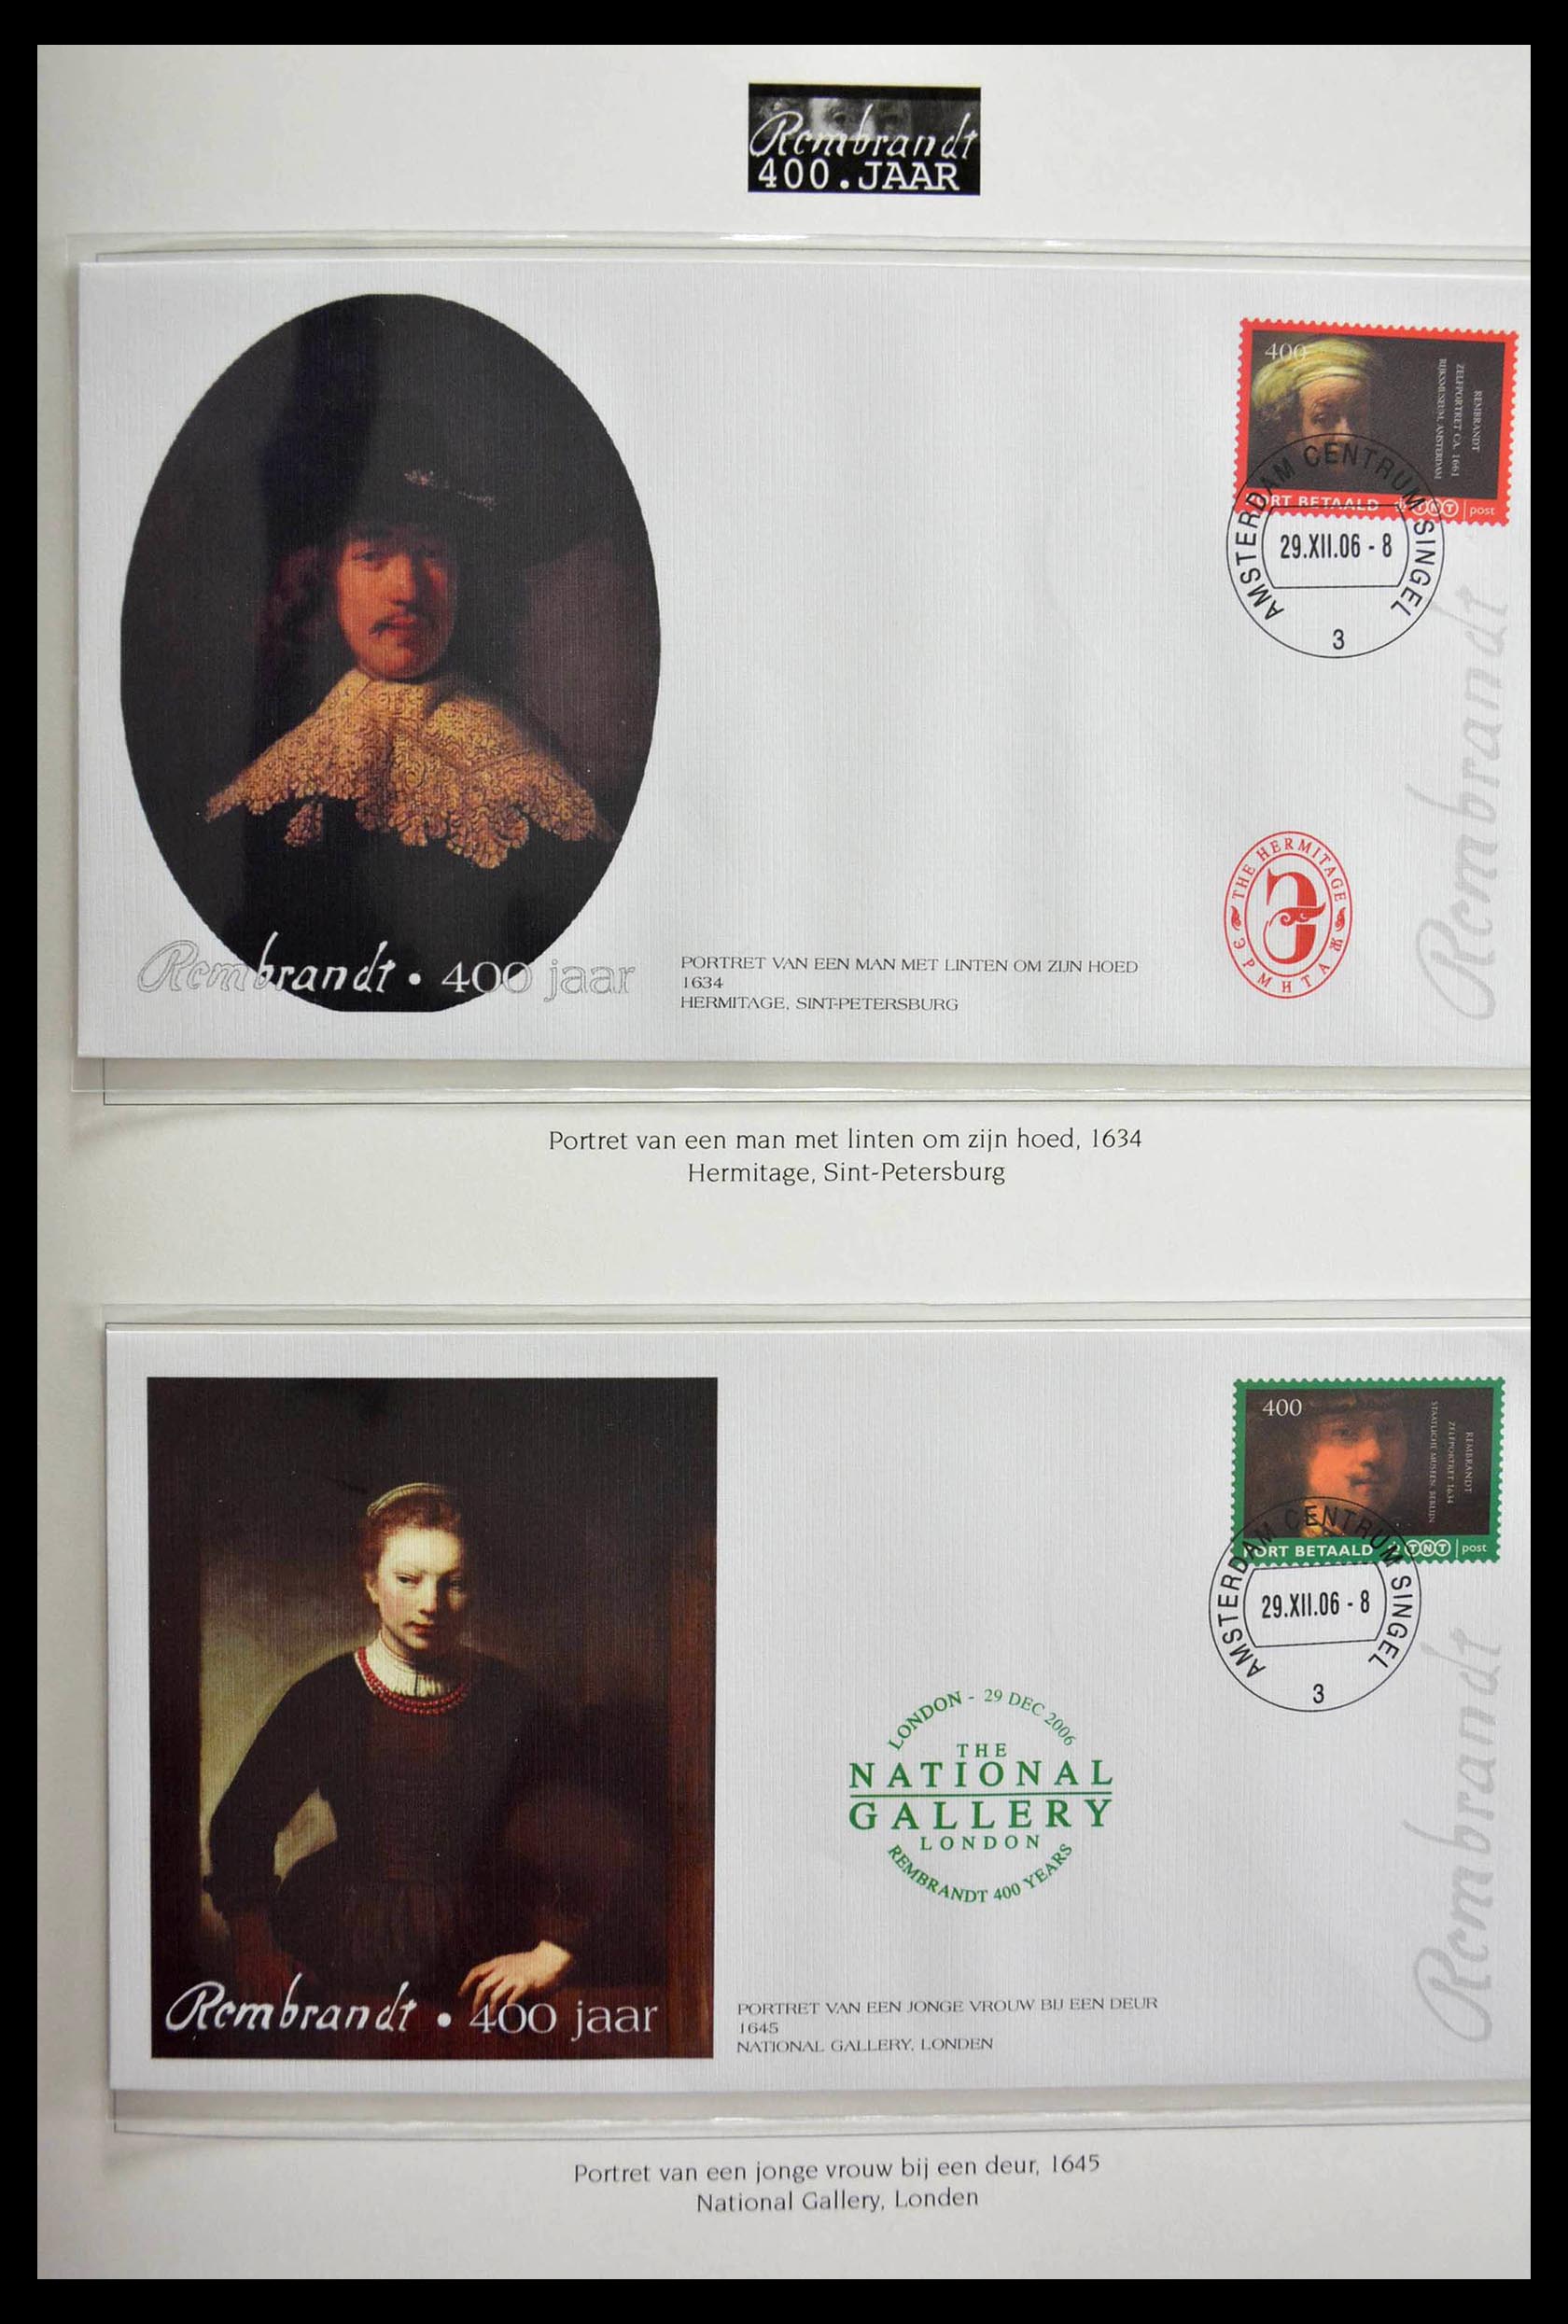 Rembrandt
400.JAAR
400
REMBRANDT
ZELFPORTRET CA. 1661
RIJKSMUSEUM, AMSTERDAM
PORT BETAALD TNT post
AMSTERDAM CENTRUM SINGEL
29.XII.06 - 8
3
Rembrandt
THE HERMITAGE
ЭРМИТАЖ
Rembrandt • 400 jaar
PORTRET VAN EEN MAN MET LINTEN OM ZIJN HOED
1634
HERMITAGE, SINT-PETERSBURG
Portret van een man met linten om zijn hoed, 1634
Hermitage, Sint-Petersburg
400
REMBRANDT
ZELFPORTRET 1634
STAATLICHE MUSEEN, BERLIJN
PORT BETAALD TNT post
AMSTERDAM CENTRUM SINGEL
29.XII.06 - 8
3
Rembrandt
LONDON - 29 DEC 2006
THE
NATIONAL
GALLERY
LONDON
REMBRANDT 400 YEARS
Rembrandt • 400 jaar
PORTRET VAN EEN JONGE VROUW BIJ EEN DEUR
1645
NATIONAL GALLERY, LONDEN
Portret van een jonge vrouw bij een deur, 1645
National Gallery, Londen